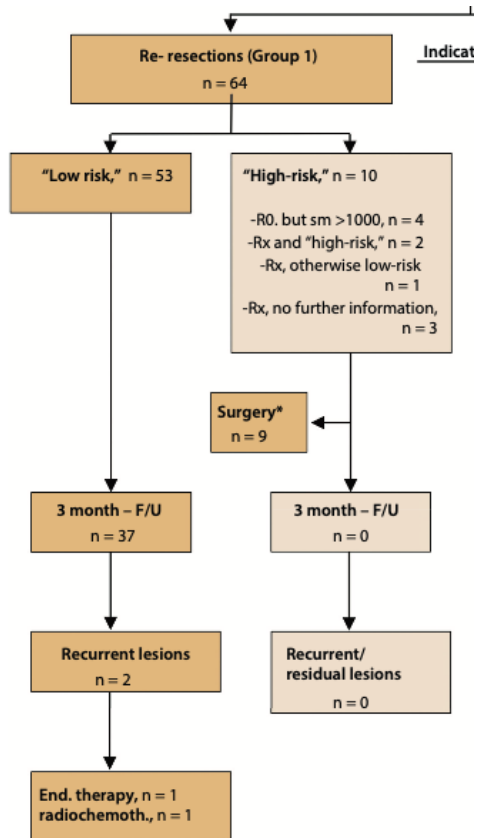 Re- resections (Group 1)
n = 64
Indicat
“Low risk,” n = 53
“High-risk,” n = 10
-R0. but sm >1000, n = 4
-Rx and “high-risk,” n = 2
-Rx, otherwise low-risk
n = 1
-Rx, no further information,
n = 3
Surgery*
n = 9
3 month – F/U
n = 37
3 month – F/U
n = 0
Recurrent lesions
n = 2
Recurrent/
residual lesions
n = 0
End. therapy, n = 1
radiochemoth., n = 1